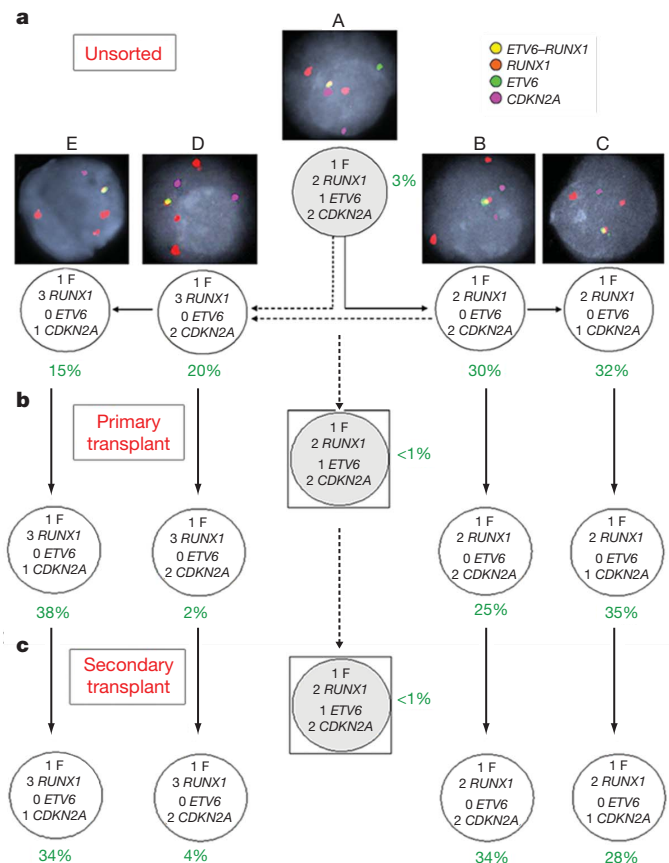 a
Unsorted
A
ETV6–RUNX1
RUNX1
ETV6
CDKN2A
E
D
B
C
1 F
2 RUNX1
1 ETV6
2 CDKN2A
3%
1 F
3 RUNX1
0 ETV6
1 CDKN2A
15%
1 F
3 RUNX1
0 ETV6
2 CDKN2A
20%
1 F
2 RUNX1
0 ETV6
2 CDKN2A
30%
1 F
2 RUNX1
0 ETV6
1 CDKN2A
32%
b
Primary
transplant
1 F
2 RUNX1
1 ETV6
2 CDKN2A
<1%
1 F
3 RUNX1
0 ETV6
1 CDKN2A
38%
1 F
3 RUNX1
0 ETV6
2 CDKN2A
2%
1 F
2 RUNX1
0 ETV6
2 CDKN2A
25%
1 F
2 RUNX1
0 ETV6
1 CDKN2A
35%
c
Secondary
transplant
1 F
2 RUNX1
1 ETV6
2 CDKN2A
<1%
1 F
3 RUNX1
0 ETV6
1 CDKN2A
34%
1 F
3 RUNX1
0 ETV6
2 CDKN2A
4%
1 F
2 RUNX1
0 ETV6
2 CDKN2A
34%
1 F
2 RUNX1
0 ETV6
1 CDKN2A
28%